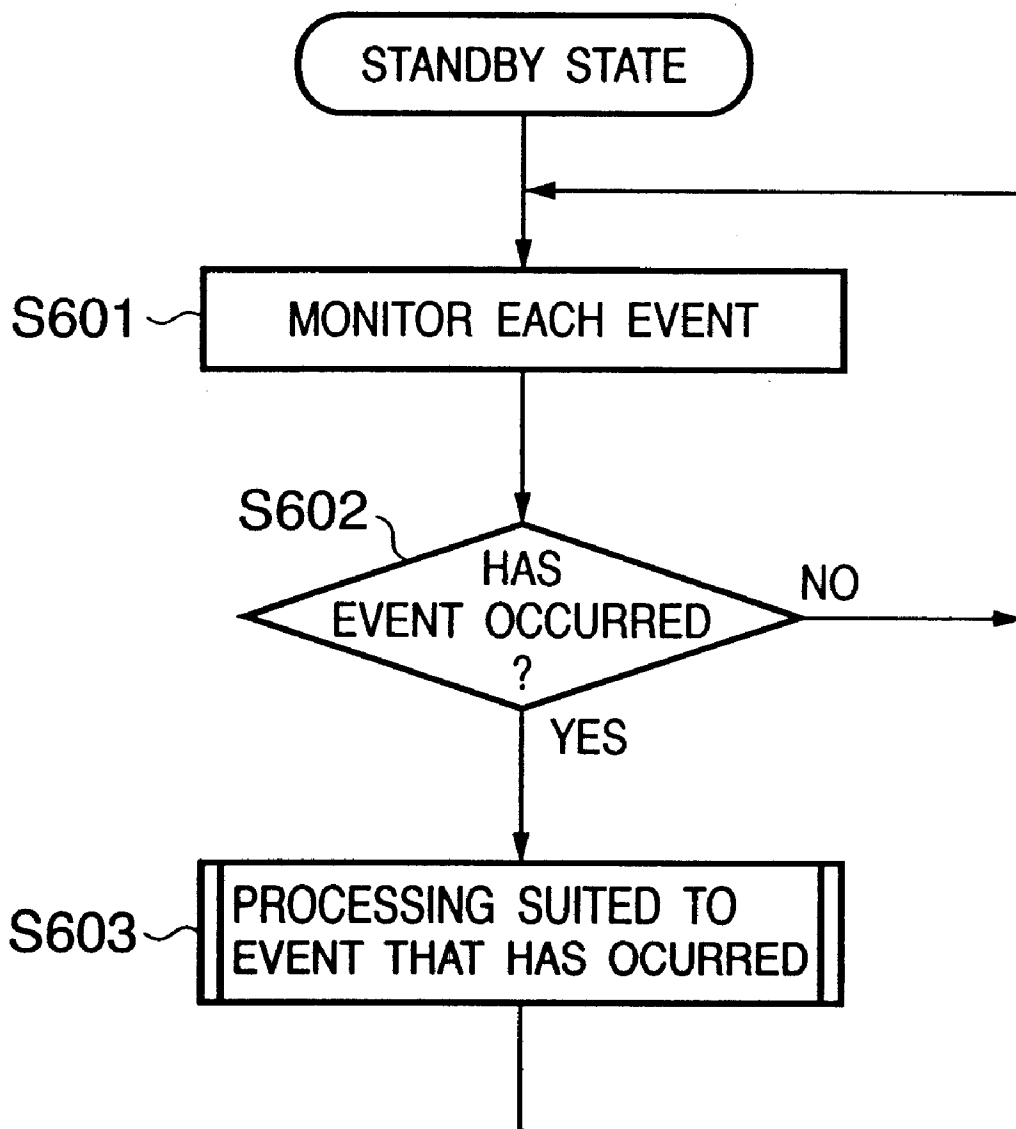 STANDBY STATE
S601
MONITOR EACH EVENT
S602
HAS
EVENT OCCURRED
?
NO
YES
S603
PROCESSING SUITED TO
EVENT THAT HAS OCURRED